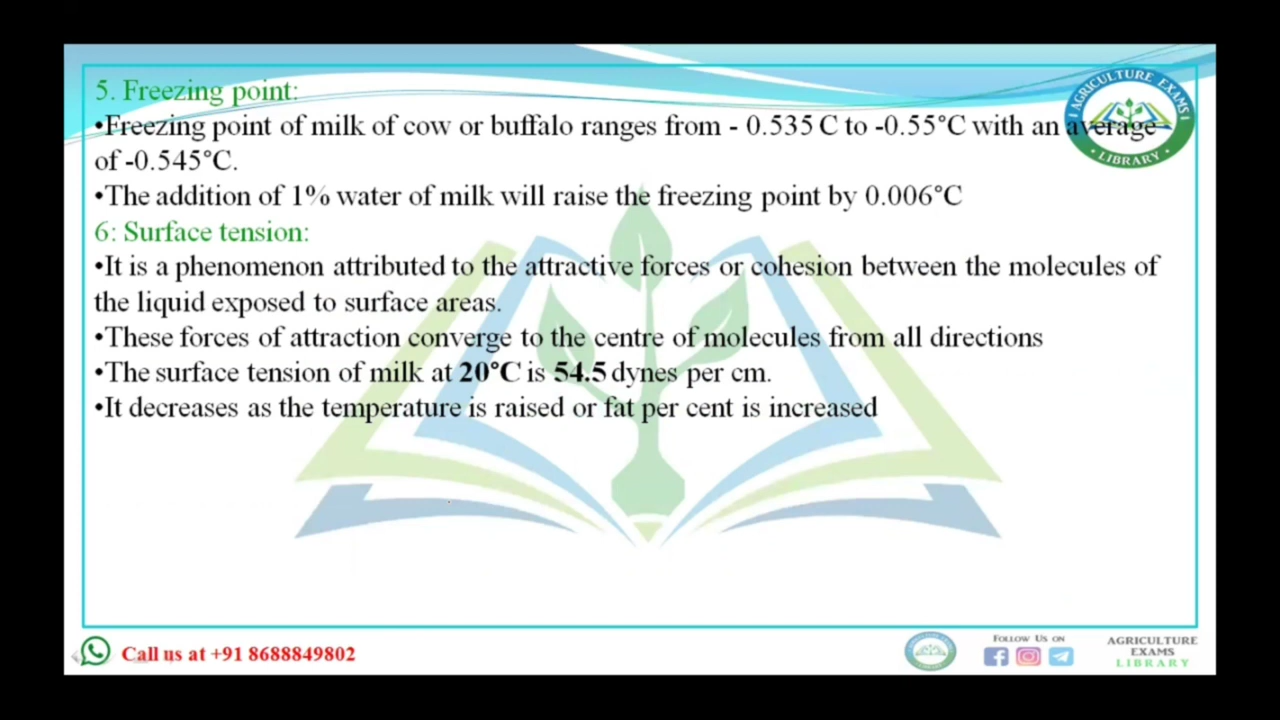 5. Freezing point:
•Freezing point of milk of cow or buffalo ranges from - 0.535 C to -0.55°C with an average
of -0.545°C.
•The addition of 1% water of milk will raise the freezing point by 0.006°C
6: Surface tension:
•It is a phenomenon attributed to the attractive forces or cohesion between the molecules of
the liquid exposed to surface areas.
•These forces of attraction converge to the centre of molecules from all directions
•The surface tension of milk at 20°C is 54.5 dynes per cm.
•It decreases as the temperature is raised or fat per cent is increased
AGRICULTURE EXAMS
• LIBRARY •
Call us at +91 8688849802
FOLLOW US ON
AGRICULTURE
EXAMS
LIBRARY